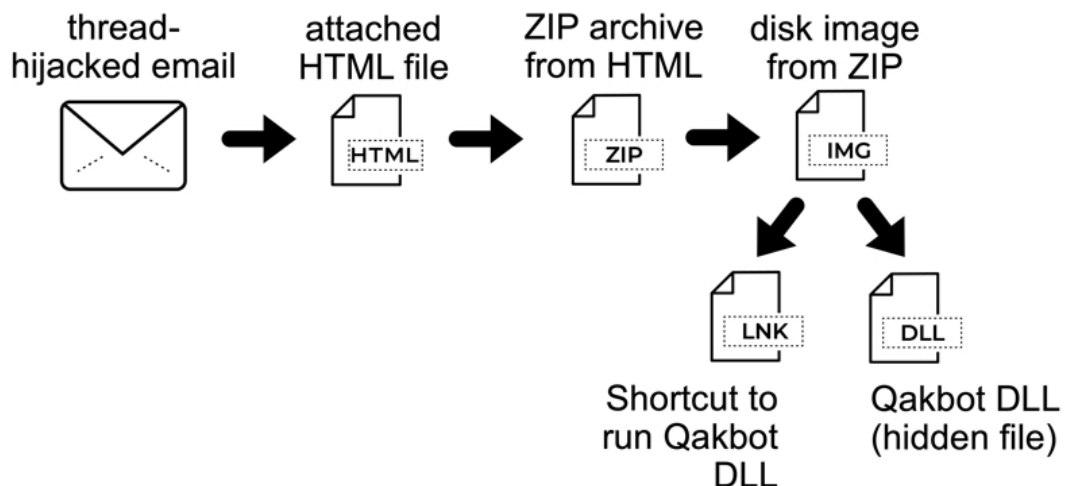 thread-
hijacked email
attached
HTML file
ZIP archive
from HTML
disk image
from ZIP
HTML
ZIP
IMG
LNK
DLL
Shortcut to
run Qakbot
DLL
Qakbot DLL
(hidden file)